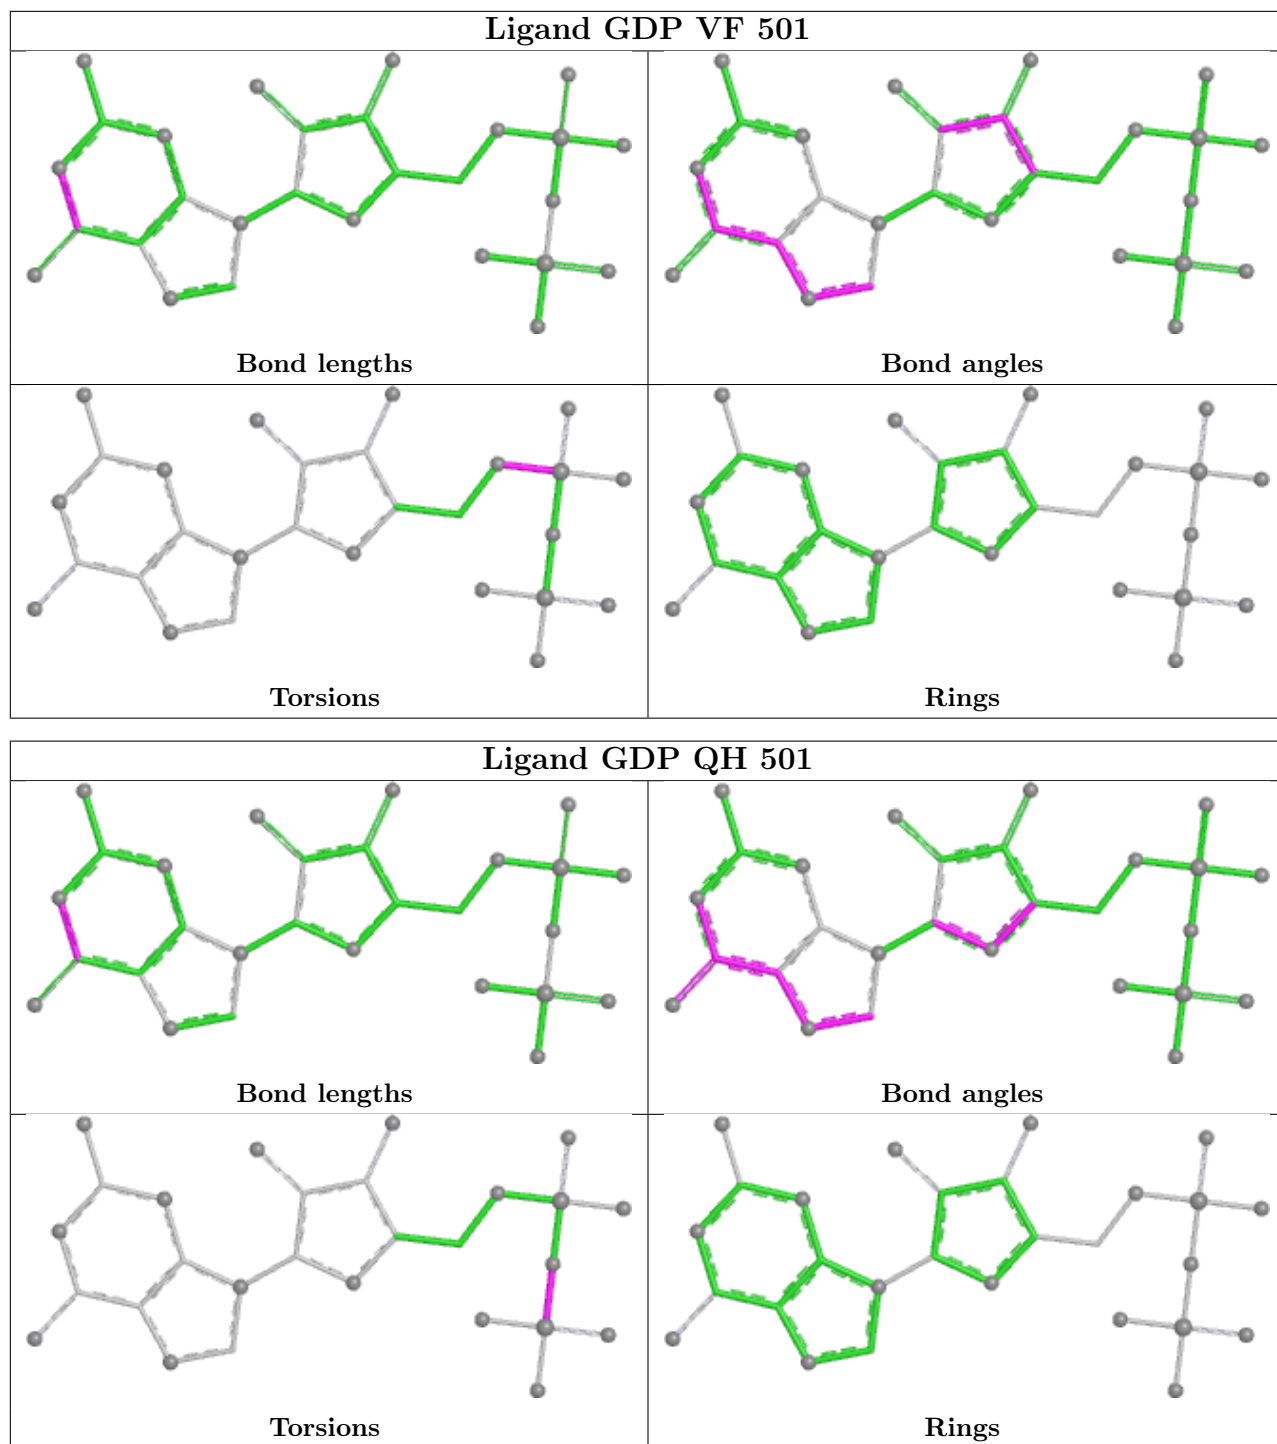 Ligand GDP VF 501
Bond lengths
Bond angles
Torsions
Rings
Ligand GDP QH 501
Bond lengths
Bond angles
Torsions
Rings